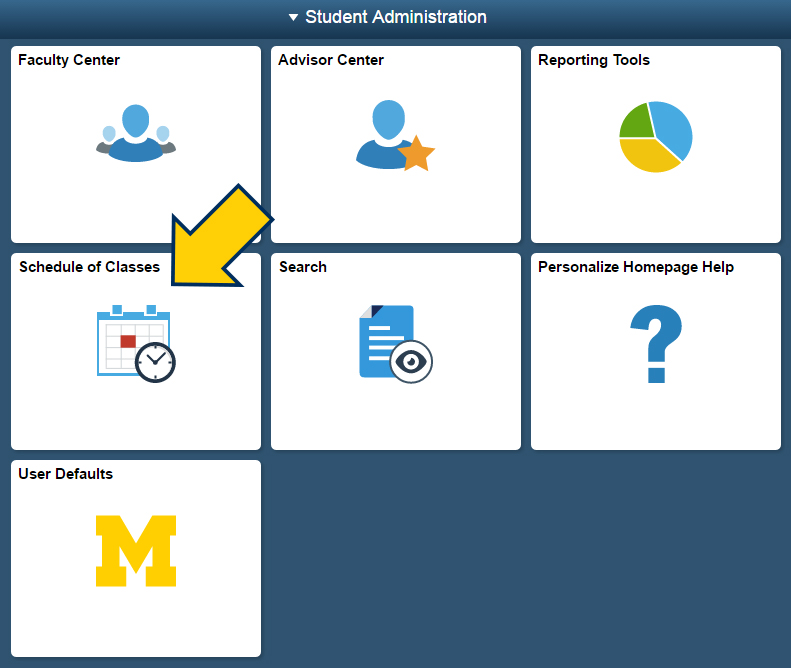 Student Administration
Faculty Center
Advisor Center
Reporting Tools
Schedule of Classes
Search
Personalize Homepage Help
?
User Defaults
M